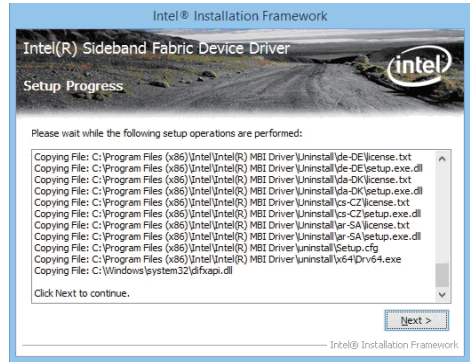 Intel® Installation Framework
Intel(R) Sideband Fabric Device Driver
Setup Progress
(intel)
Please wait while the following setup operations are performed:
Copying File: C:\Program Files (x86)\Intel\Intel(R) MBI Driver\Uninstall\de-DE\license.txt
Copying File: C:\Program Files (x86)\Intel\Intel(R) MBI Driver\Uninstall\de-DE\setup.exe.dll
Copying File: C:\Program Files (x86)\Intel\Intel(R) MBI Driver\Uninstall\da-DK\license.txt
Copying File: C:\Program Files (x86)\Intel\Intel(R) MBI Driver\Uninstall\da-DK\setup.exe.dll
Copying File: C:\Program Files (x86)\Intel\Intel(R) MBI Driver\Uninstall\cs-CZ\license.txt
Copying File: C:\Program Files (x86)\Intel\Intel(R) MBI Driver\Uninstall\cs-CZ\setup.exe.dll
Copying File: C:\Program Files (x86)\Intel\Intel(R) MBI Driver\Uninstall\ar-SA\license.txt
Copying File: C:\Program Files (x86)\Intel\Intel(R) MBI Driver\Uninstall\ar-SA\setup.exe.dll
Copying File: C:\Program Files (x86)\Intel\Intel(R) MBI Driver\uninstall\Setup.cfg
Copying File: C:\Program Files (x86)\Intel\Intel(R) MBI Driver\uninstall\x64\Drv64.exe
Copying File: C:\Windows\system32\difxapi.dll
Click Next to continue.
Next >
Intel® Installation Framework